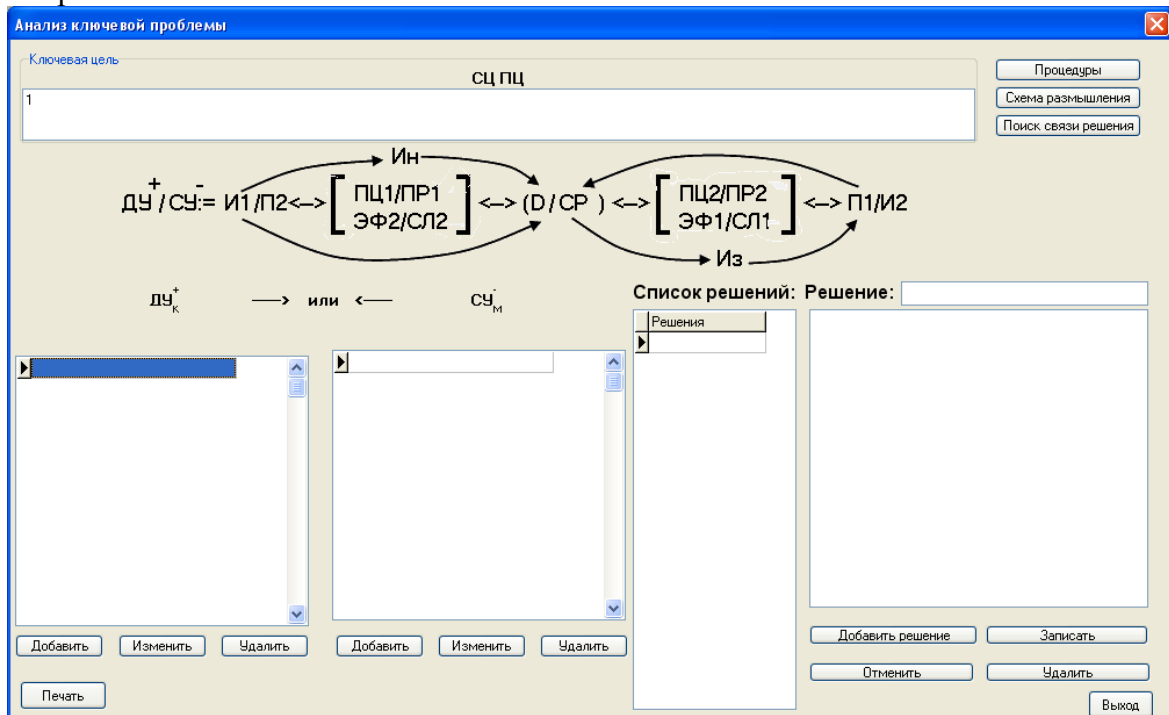 Анализ ключевой проблемы
Ключевая цель
СЦ ПЦ
1
Процедуры
Схема размышления
Поиск связи решения
Ин
ДУ+ / СУ-:= И1/П2<–> [ ПЦ1/ПР1 ЭФ2/СЛ2 ] <–> (D/СР ) <–> [ ПЦ2/ПР2 ЭФ1/СЛ1 ] <–> П1/И2
Из
ДУ+к —> или <— СУ-м
Список решений: Решение:
Решения
Добавить Изменить Удалить
Добавить Изменить Удалить
Добавить решение Записать
Отменить Удалить
Печать
Выход